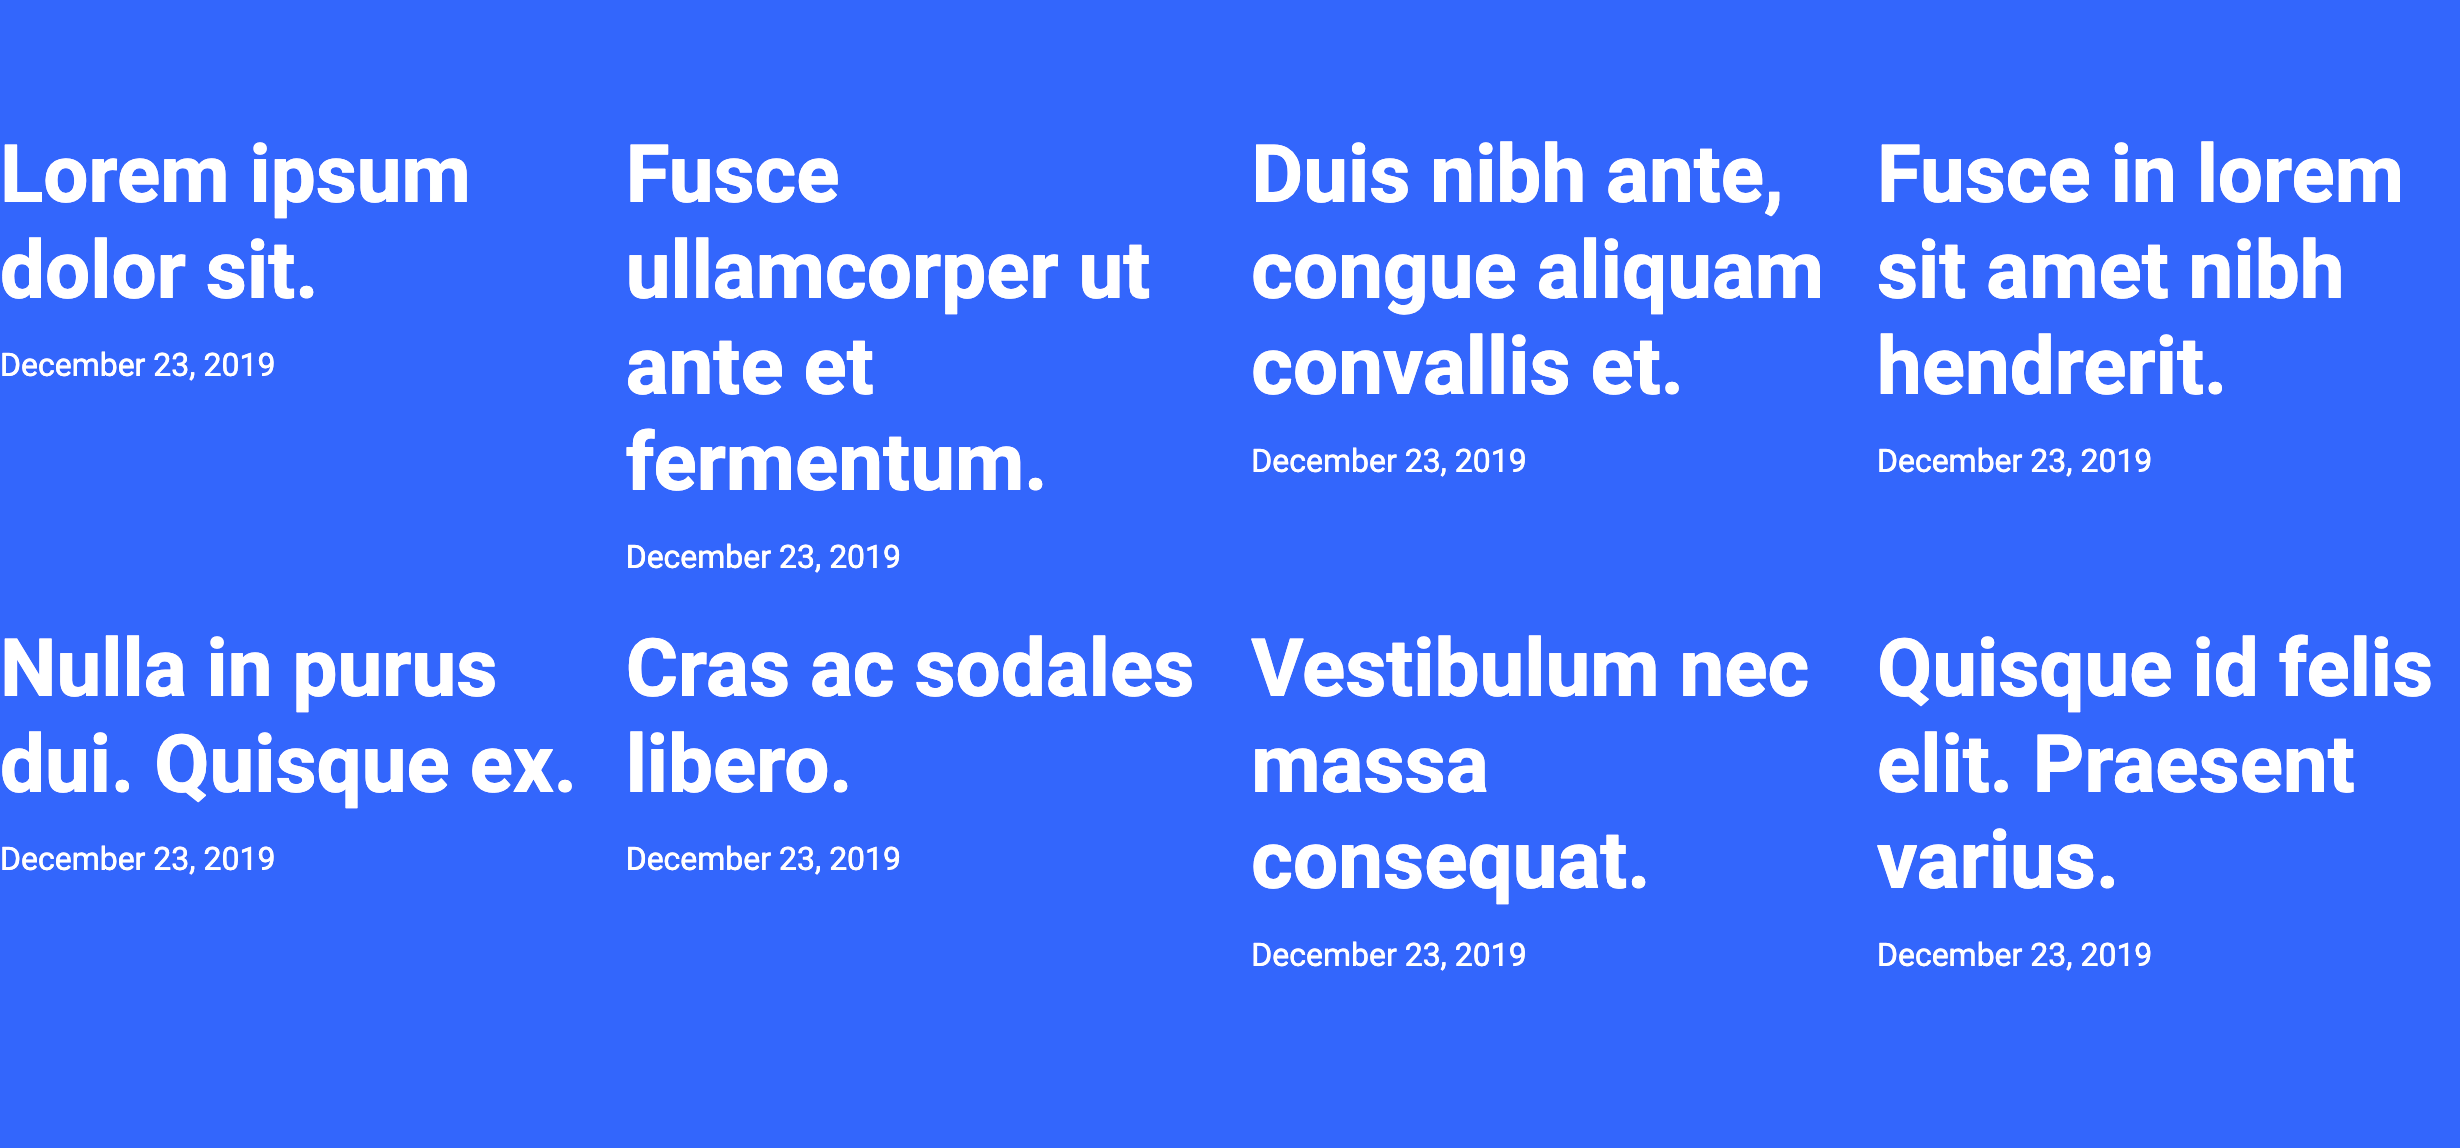 Lorem ipsum
dolor sit.
December 23, 2019
Fusce
ullamcorper ut
ante et
fermentum.
December 23, 2019
Duis nibh ante,
congue aliquam
convallis et.
December 23, 2019
Fusce in lorem
sit amet nibh
hendrerit.
December 23, 2019
Nulla in purus
dui. Quisque ex.
December 23, 2019
Cras ac sodales
libero.
December 23, 2019
Vestibulum nec
massa
consequat.
December 23, 2019
Quisque id felis
elit. Praesent
varius.
December 23, 2019